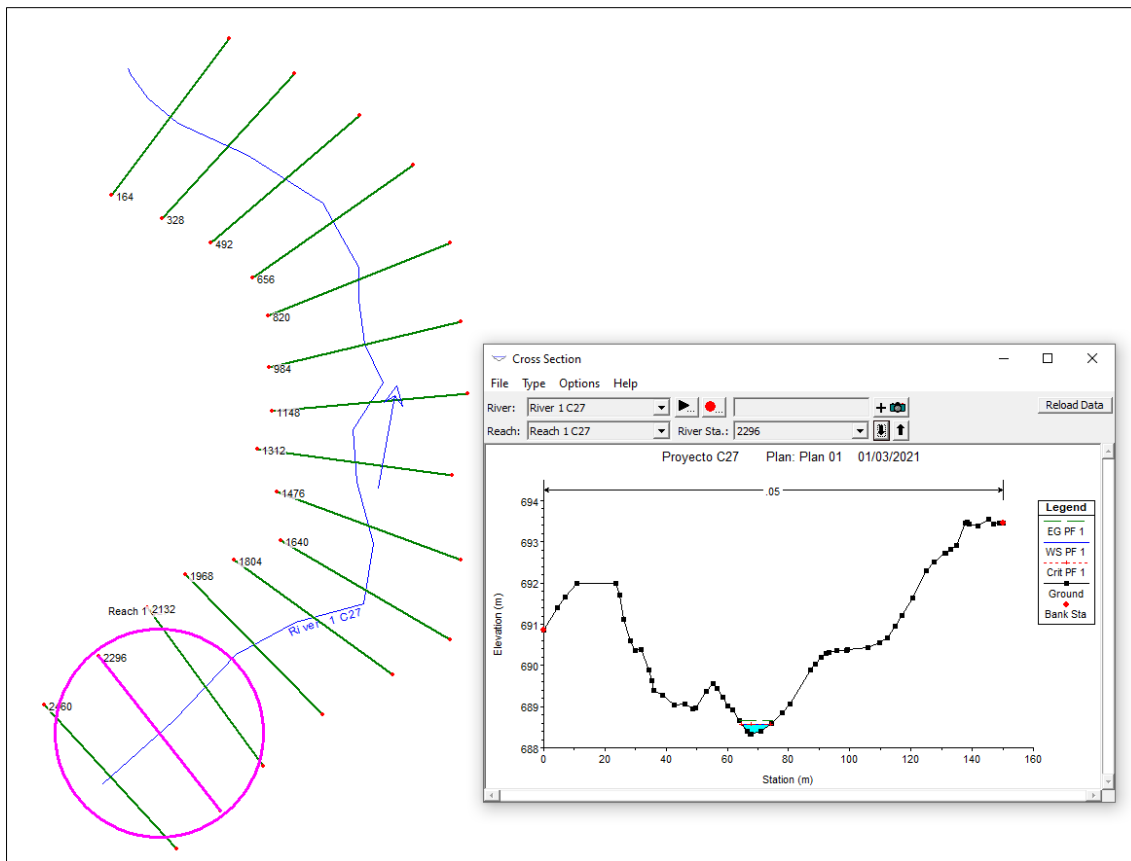 164
328
492
656
820
984
1148
1312
1476
1640
1804
1968
Reach 1
2132
River 1 C27
2296
2460
Cross Section
File Type Options Help
River: River 1 C27
Reload Data
Reach: Reach 1 C27 River Sta.: 2296
Proyecto C27 Plan: Plan 01 01/03/2021
.05
Elevation (m)
694
693
692
691
690
689
688
0 20 40 60 80 100 120 140 160
Station (m)
Legend
EG PF 1
WS PF 1
Crit PF 1
Ground
Bank Sta